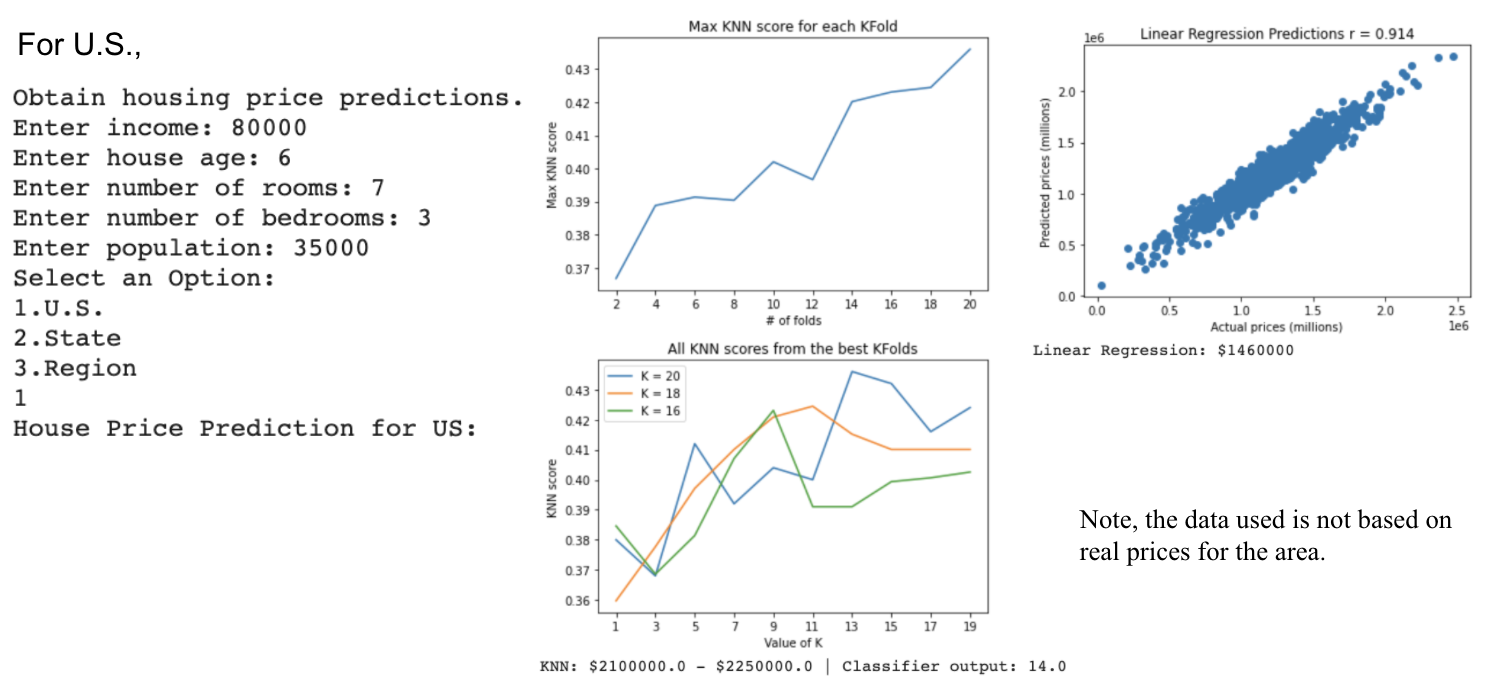 For U.S.,
Obtain housing price predictions.
Enter income: 80000
Enter house age: 6
Enter number of rooms: 7
Enter number of bedrooms: 3
Enter population: 35000
Select an Option:
1.U.S.
2.State
3.Region
1
House Price Prediction for US:
Max KNN score for each KFold
Max KNN score
0.43
0.42
0.41
0.40
0.39
0.38
0.37
2 4 6 8 10 12 14 16 18 20
# of folds
All KNN scores from the best KFolds
K = 20
K = 18
K = 16
KNN score
0.43
0.42
0.41
0.40
0.39
0.38
0.37
0.36
1 3 5 7 9 11 13 15 17 19
Value of K
KNN: $2100000.0 - $2250000.0 | Classifier output: 14.0
Linear Regression Predictions r = 0.914
1e6
Predicted prices (millions)
2.0
1.5
1.0
0.5
0.0
0.0 0.5 1.0 1.5 2.0 2.5
1e6
Actual prices (millions)
Linear Regression: $1460000
Note, the data used is not based on
real prices for the area.